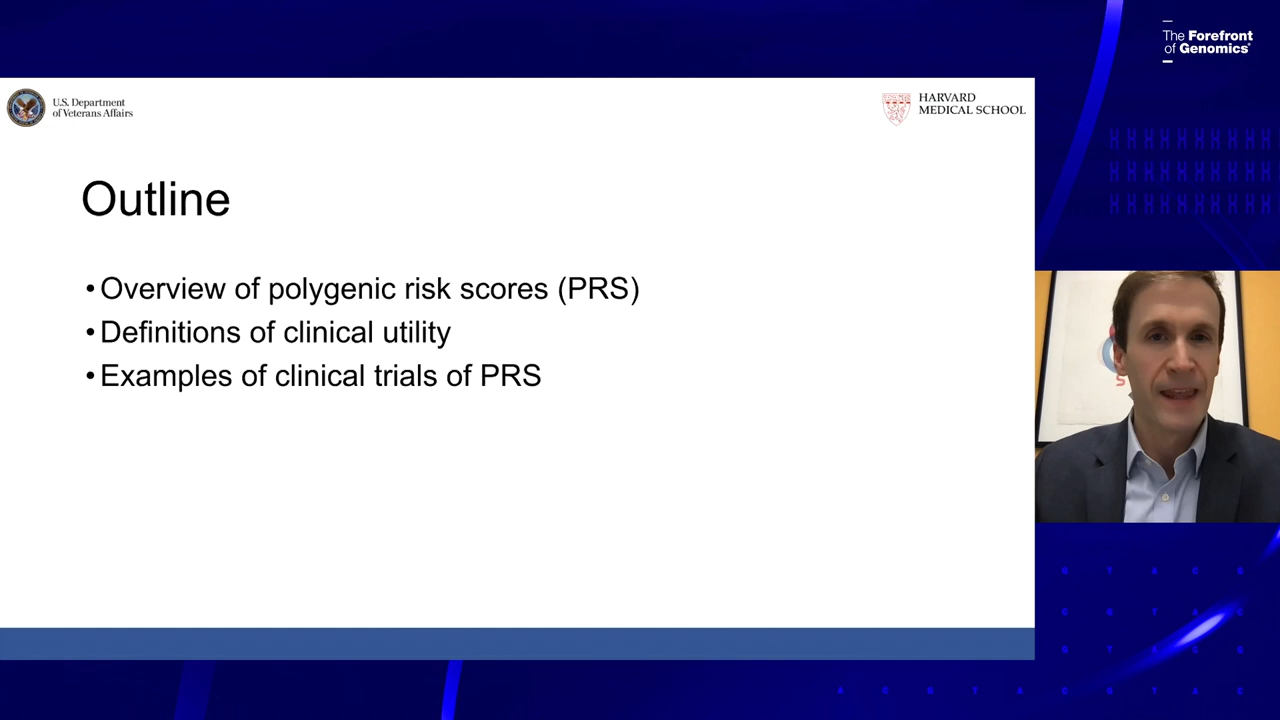 The Forefront
of Genomics®
U.S. Department
of Veterans Affairs
HARVARD
MEDICAL SCHOOL
Outline
• Overview of polygenic risk scores (PRS)
• Definitions of clinical utility
• Examples of clinical trials of PRS